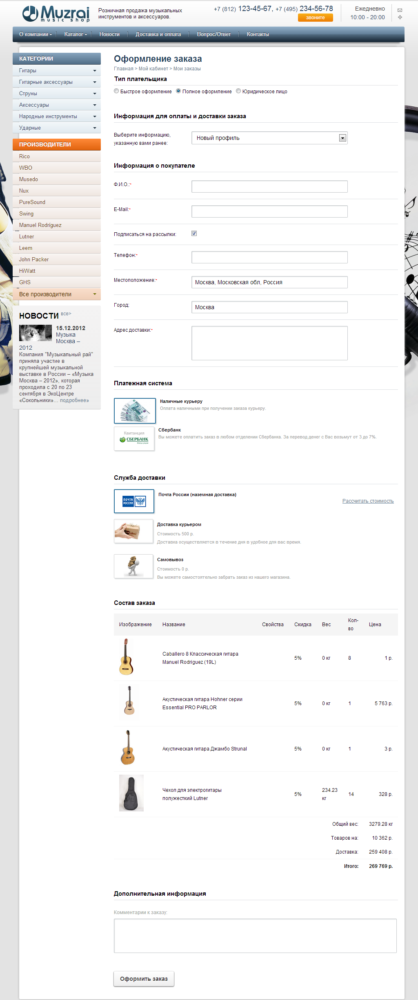 Muzrai
music shop
Розничная продажа музыкальных
инструментов и аксессуаров.
+7 (812) 123-45-67, +7 (495) 234-56-78
звоните
Ежедневно
10:00 - 20:00
О компании
Каталог
Новости
Доставка и оплата
Вопрос/Ответ
Контакты
КАТЕГОРИИ
Гитары
Гитарные аксессуары
Струны
Аксессуары
Народные инструменты
Ударные
ПРОИЗВОДИТЕЛИ
Rico
WBO
Musedo
Nux
PureSound
Swing
Manuel Rodríguez
Lutner
Leem
John Packer
HiWatt
GHS
Все производители
НОВОСТИ все>
15.12.2012
Музыка
Москва –
2012
Компания "Музыкальный рай"
приняла участие в
крупнейшей музыкальной
выставке в России – «Музыка
Москва – 2012», которая
проходила с 20 по 23
сентября в ЭкоЦентре
«Сокольники»... подробнее»
Оформление заказа
Главная > Мой кабинет > Мои заказы
Тип плательщика
Быстрое оформление
Полное оформление
Юридическое лицо
Информация для оплаты и доставки заказа
Выберите информацию,
указанную вами ранее:
Новый профиль
Информация о покупателе
Ф.И.О.:*
E-Mail:*
Подписаться на рассылки:
Телефон:*
Местоположение:*
Москва, Московская обл, Россия
Город:
Москва
Адрес доставки:*
Платежная система
Наличные курьеру
Оплата наличными при получении заказа курьеру.
Квитанция
СБЕРБАНК
Всегда рядом
Сбербанк
Вы можете оплатить заказ в любом отделении Сбербанка. За перевод денег с Вас возьмут от 3 до 7%.
Служба доставки
ПОЧТА
РОССИИ
Почта России (наземная доставка)
Рассчитать стоимость
Доставка курьером
Стоимость 500 р.
Доставка осуществляется в течение дня в удобное для вас время.
Самовывоз
Стоимость 0 р.
Вы можете самостоятельно забрать заказ из нашего магазина.
Состав заказа
Изображение
Название
Свойства
Скидка
Вес
Кол-
во
Цена
Caballero 8 Классическая гитара
Manuel Rodriguez (19L)
5%
0 кг
8
1 р.
Акустическая гитара Hohner серии
Essential PRO PARLOR
5%
0 кг
1
5 763 р.
Акустическая гитара Джамбо Strunal
5%
0 кг
1
3 р.
Чехол для электрогитары
полужесткий Lutner
5%
234.23
кг
14
328 р.
Общий вес: 3279.28 кг
Товаров на: 10 362 р.
Доставка: 259 408 р.
Итого: 269 769 р.
Дополнительная информация
Комментарии к заказу:
Оформить заказ